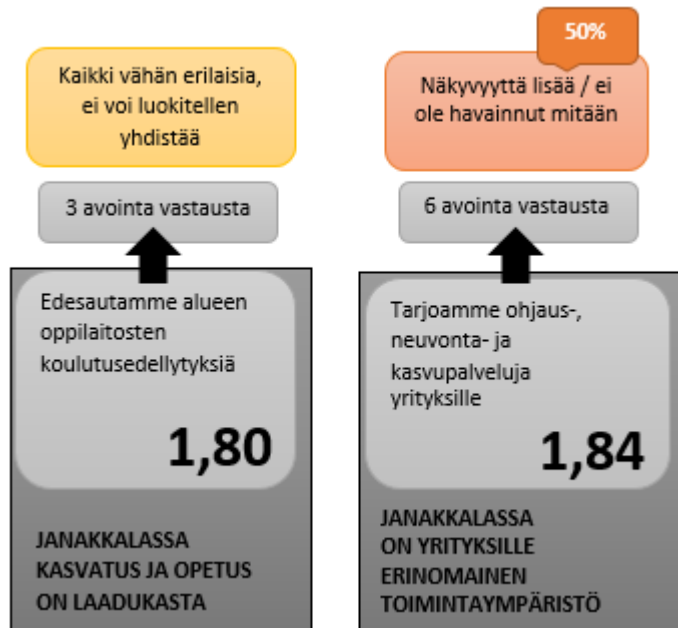 Kaikki vähän erilaisia,
ei voi luokitellen
yhdistää
3 avointa vastausta
Edesautamme alueen
oppilaitosten
koulutusedellytyksiä
1,80
JANAKKALASSA
KASVATUS JA OPETUS
ON LAADUKASTA
50%
Näkyvyyttä lisää / ei
ole havainnut mitään
6 avointa vastausta
Tarjoamme ohjaus-,
neuvonta- ja
kasvupalveluja
yrityksille
1,84
JANAKKALASSA
ON YRITYKSILLE
ERINOMAINEN
TOIMINTAYMPÄRISTÖ